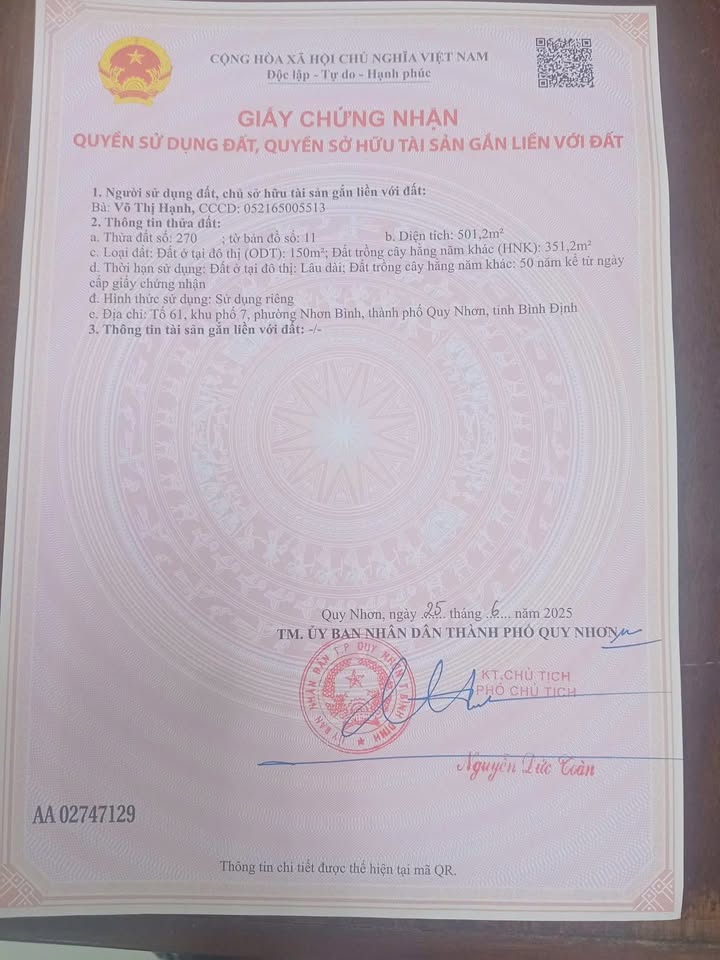 CỘNG HÒA XÃ HỘI CHỦ NGHĨA VIỆT NAM
Độc lập - Tự do - Hạnh phúc
GIẤY CHỨNG NHẬN
QUYỀN SỬ DỤNG ĐẤT, QUYỀN SỞ HỮU TÀI SẢN GẮN LIỀN VỚI ĐẤT
1. Người sử dụng đất, chủ sở hữu tài sản gắn liền với đất:
Bà: Võ Thị Hạnh, CCCD: 052165005513
2. Thông tin thửa đất:
a. Thửa đất số: 270 ; tờ bản đồ số: 11 b. Diện tích: 501,2m²
c. Loại đất: Đất ở tại đô thị (ODT): 150m²; Đất trồng cây hằng năm khác (HNK): 351,2m²
d. Thời hạn sử dụng: Đất ở tại đô thị: Lâu dài; Đất trồng cây hằng năm khác: 50 năm kể từ ngày
cấp giấy chứng nhận
đ. Hình thức sử dụng: Sử dụng riêng
e. Địa chỉ: Tổ 61, khu phố 7, phường Nhơn Bình, thành phố Quy Nhơn, tỉnh Bình Định
3. Thông tin tài sản gắn liền với đất: -/-
Quy Nhơn, ngày 25 tháng 6 năm 2025
TM. ỦY BAN NHÂN DÂN THÀNH PHỐ QUY NHƠN
KT.CHỦ TỊCH
PHÓ CHỦ TỊCH
ỦY BAN NHÂN DÂN T.P QUY NHƠN T. BÌNH ĐỊNH
Nguyễn Đức Toàn
AA 02747129
Thông tin chi tiết được thể hiện tại mã QR.